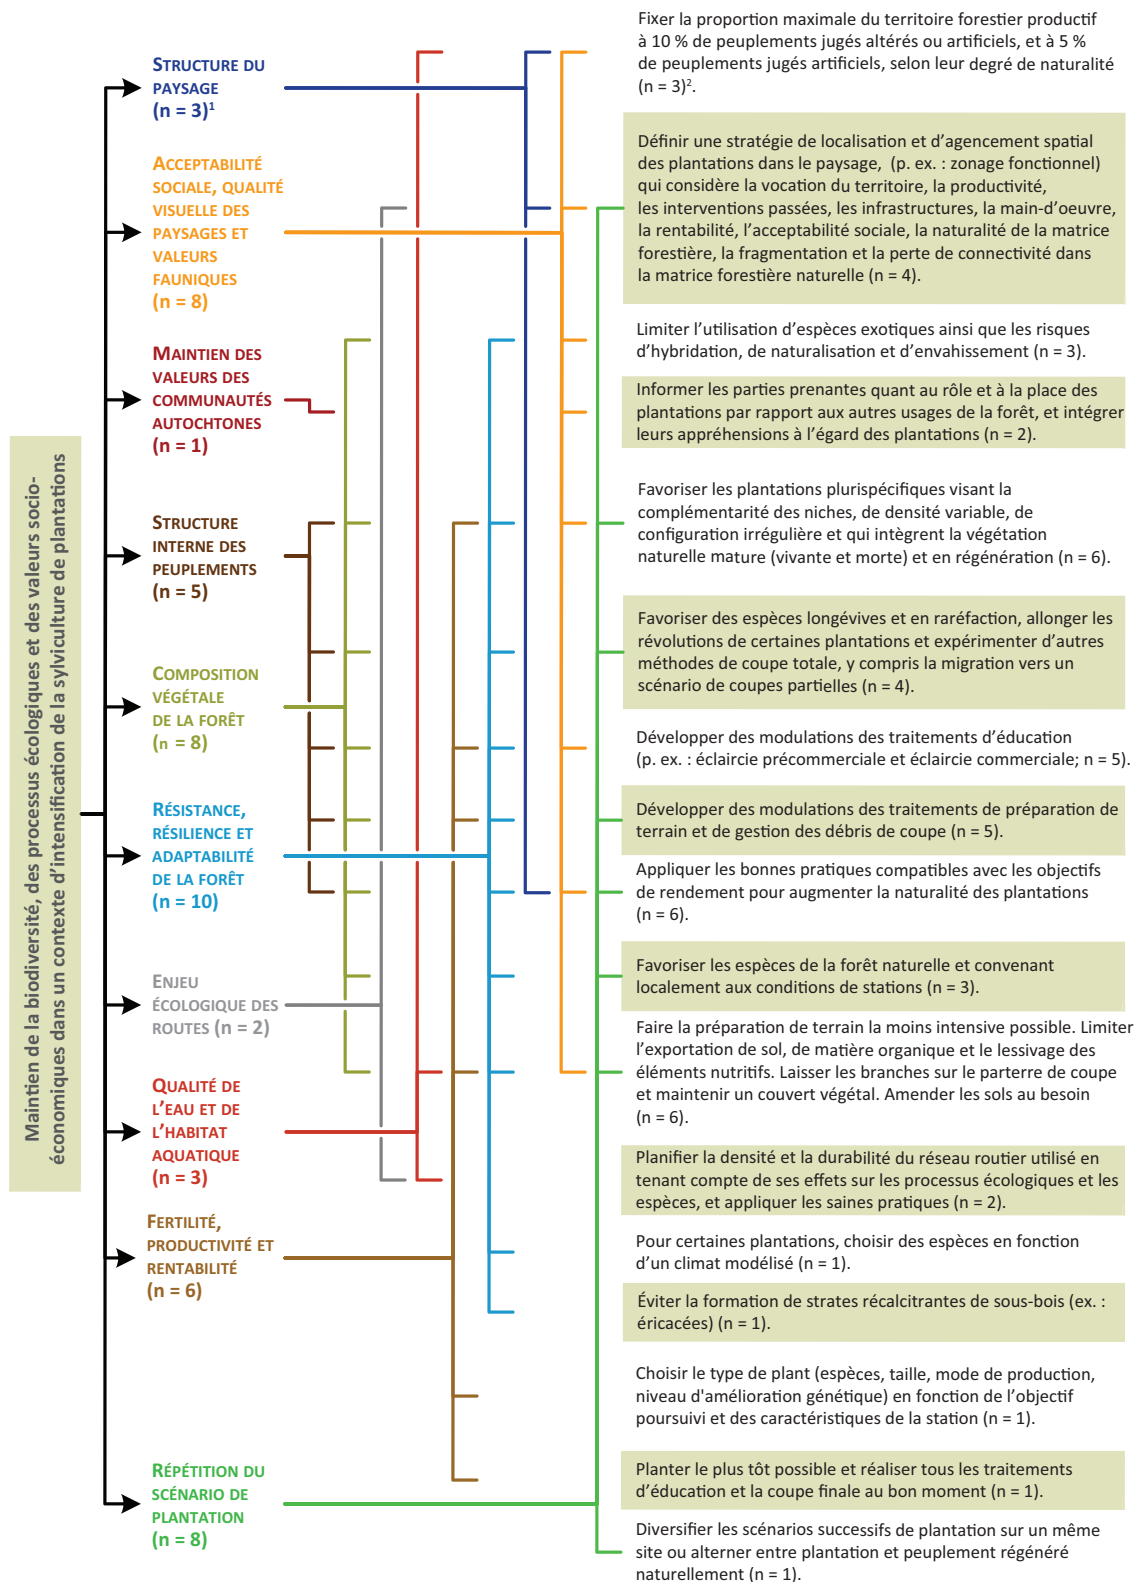 Maintien de la biodiversité, des processus écologiques et des valeurs socio-
économiques dans un contexte d'intensification de la sylviculture de plantations
STRUCTURE DU
PAYSAGE
(n = 3)¹
ACCEPTABILITÉ
SOCIALE, QUALITÉ
VISUELLE DES
PAYSAGES ET
VALEURS
FAUNIQUES
(n = 8)
MAINTIEN DES
VALEURS DES
COMMUNAUTÉS
AUTOCHTONES
(n = 1)
STRUCTURE
INTERNE DES
PEUPLEMENTS
(n = 5)
COMPOSITION
VÉGÉTALE
DE LA FORÊT
(n = 8)
RÉSISTANCE,
RÉSILIENCE ET
ADAPTABILITÉ
DE LA FORÊT
(n = 10)
ENJEU
ÉCOLOGIQUE DES
ROUTES (n = 2)
QUALITÉ DE
L'EAU ET DE
L'HABITAT
AQUATIQUE
(n = 3)
FERTILITÉ,
PRODUCTIVITÉ ET
RENTABILITÉ
(n = 6)
RÉPÉTITION DU
SCÉNARIO DE
PLANTATION
(n = 8)
Fixer la proportion maximale du territoire forestier productif
à 10 % de peuplements jugés altérés ou artificiels, et à 5 %
de peuplements jugés artificiels, selon leur degré de naturalité
(n = 3)².
Définir une stratégie de localisation et d'agencement spatial
des plantations dans le paysage, (p. ex. : zonage fonctionnel)
qui considère la vocation du territoire, la productivité,
les interventions passées, les infrastructures, la main-d'oeuvre,
la rentabilité, l'acceptabilité sociale, la naturalité de la matrice
forestière, la fragmentation et la perte de connectivité dans
la matrice forestière naturelle (n = 4).
Limiter l'utilisation d'espèces exotiques ainsi que les risques
d'hybridation, de naturalisation et d'envahissement (n = 3).
Informer les parties prenantes quant au rôle et à la place des
plantations par rapport aux autres usages de la forêt, et intégrer
leurs appréhensions à l'égard des plantations (n = 2).
Favoriser les plantations plurispécifiques visant la
complémentarité des niches, de densité variable, de
configuration irrégulière et qui intègrent la végétation
naturelle mature (vivante et morte) et en régénération (n = 6).
Favoriser des espèces longévives et en raréfaction, allonger les
révolutions de certaines plantations et expérimenter d'autres
méthodes de coupe totale, y compris la migration vers un
scénario de coupes partielles (n = 4).
Développer des modulations des traitements d'éducation
(p. ex. : éclaircie précommerciale et éclaircie commerciale; n = 5).
Développer des modulations des traitements de préparation de
terrain et de gestion des débris de coupe (n = 5).
Appliquer les bonnes pratiques compatibles avec les objectifs
de rendement pour augmenter la naturalité des plantations
(n = 6).
Favoriser les espèces de la forêt naturelle et convenant
localement aux conditions de stations (n = 3).
Faire la préparation de terrain la moins intensive possible. Limiter
l'exportation de sol, de matière organique et le lessivage des
éléments nutritifs. Laisser les branches sur le parterre de coupe
et maintenir un couvert végétal. Amender les sols au besoin
(n = 6).
Planifier la densité et la durabilité du réseau routier utilisé en
tenant compte de ses effets sur les processus écologiques et les
espèces, et appliquer les saines pratiques (n = 2).
Pour certaines plantations, choisir des espèces en fonction
d'un climat modélisé (n = 1).
Éviter la formation de strates récalcitrantes de sous-bois (ex. :
éricacées) (n = 1).
Choisir le type de plant (espèces, taille, mode de production,
niveau d'amélioration génétique) en fonction de l'objectif
poursuivi et des caractéristiques de la station (n = 1).
Planter le plus tôt possible et réaliser tous les traitements
d'éducation et la coupe finale au bon moment (n = 1).
Diversifier les scénarios successifs de plantation sur un même
site ou alterner entre plantation et peuplement régénéré
naturellement (n = 1).